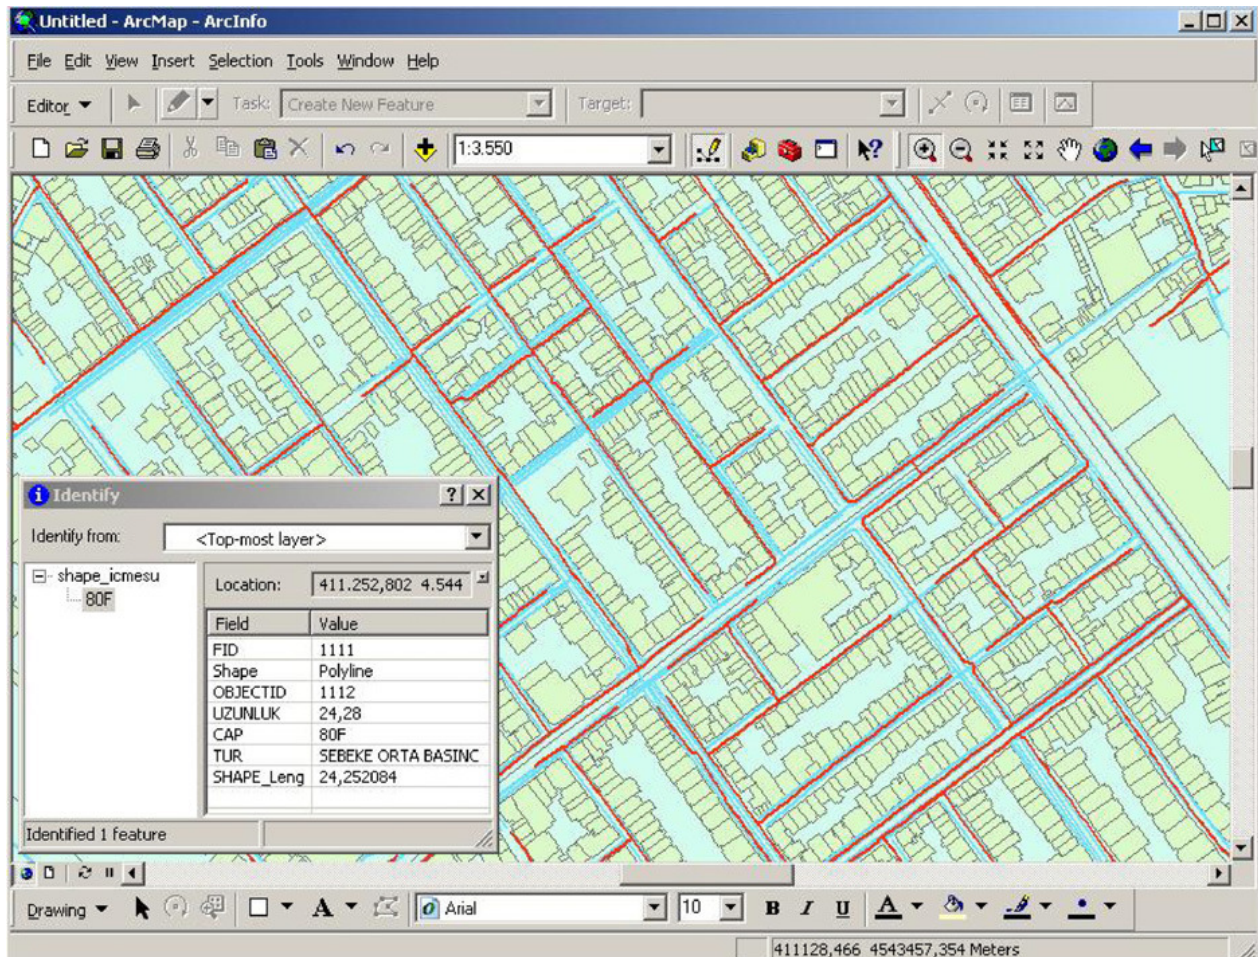 Untitled - ArcMap - ArcInfo
File Edit View Insert Selection Tools Window Help
Editor Task: Create New Feature Target:
1:3.550
Identify
Identify from: <Top-most layer>
shape_icmesu
80F
Location: 411.252,802 4.544
Field Value
FID 1111
Shape Polyline
OBJECTID 1112
UZUNLUK 24,28
CAP 80F
TUR SEBEKE ORTA BASINC
SHAPE_Leng 24,252084
Identified 1 feature
Drawing A Arial 10 B I U A
411128,466 4543457,354 Meters